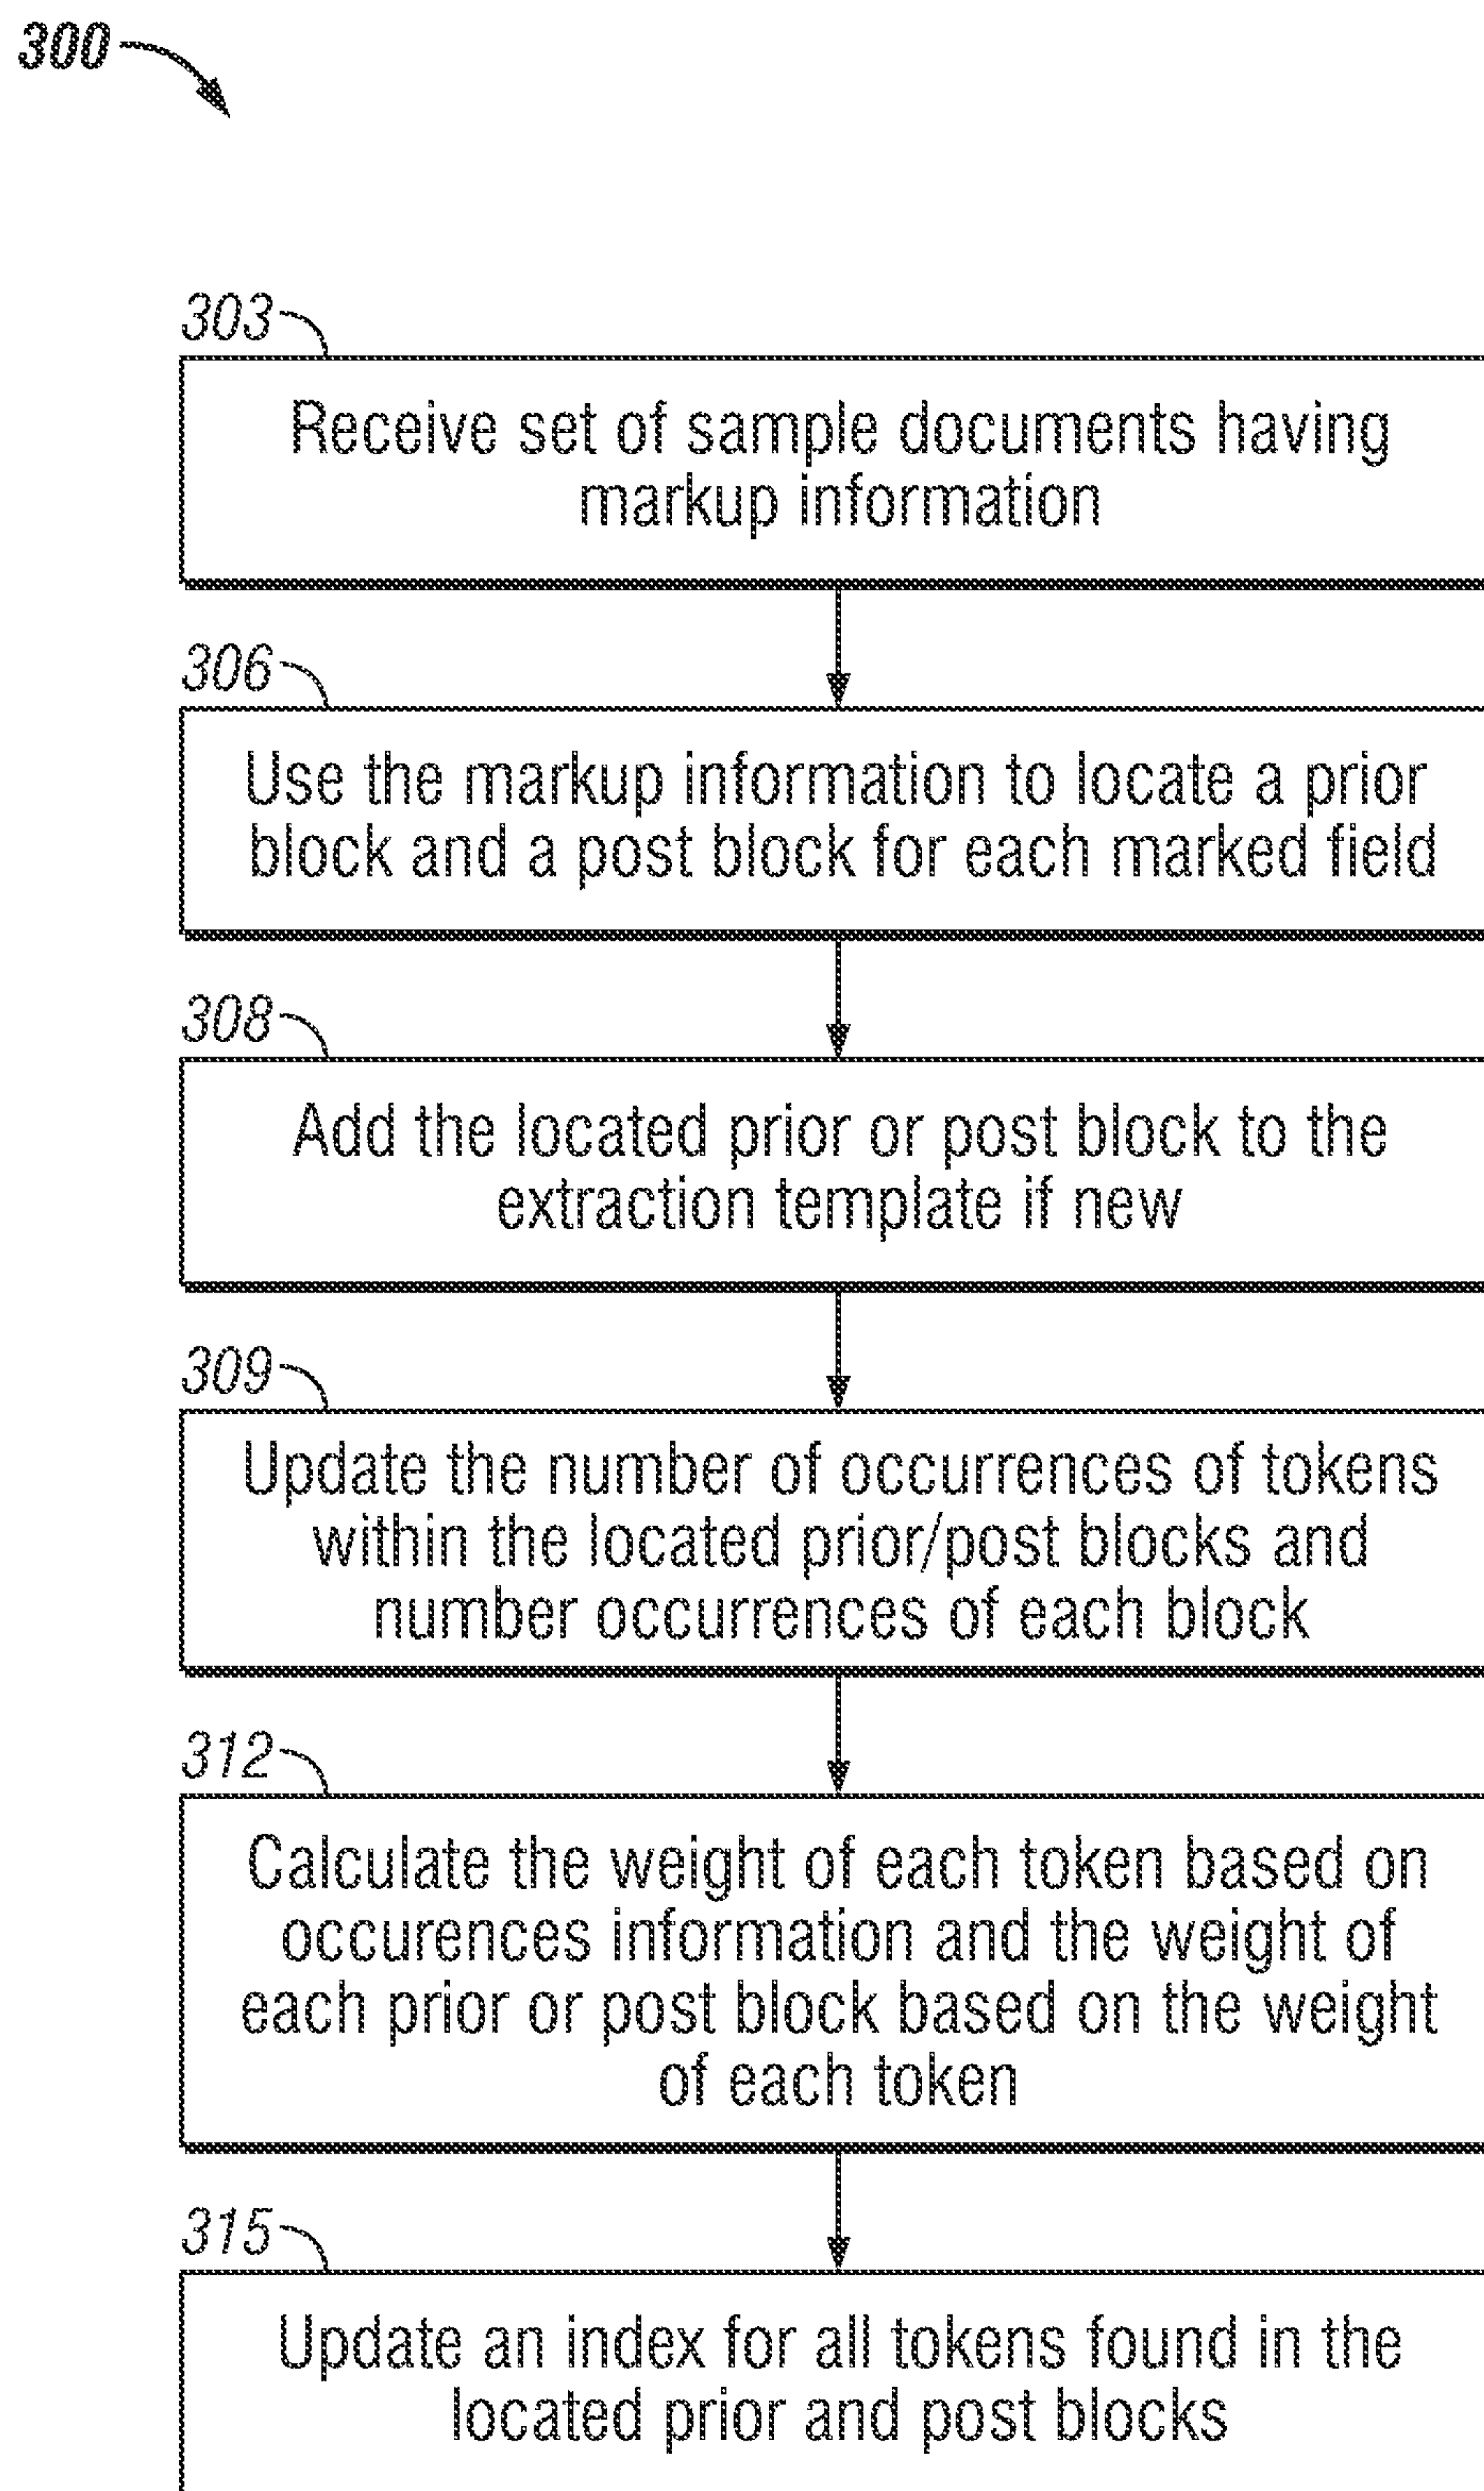 300
303
Receive set of sample documents having
markup information
306
Use the markup information to locate a prior
block and a post block for each marked field
308
Add the located prior or post block to the
extraction template if new
309
Update the number of occurrences of tokens
within the located prior/post blocks and
number occurrences of each block
312
Calculate the weight of each token based on
occurences information and the weight of
each prior or post block based on the weight
of each token
315
Update an index for all tokens found in the
located prior and post blocks